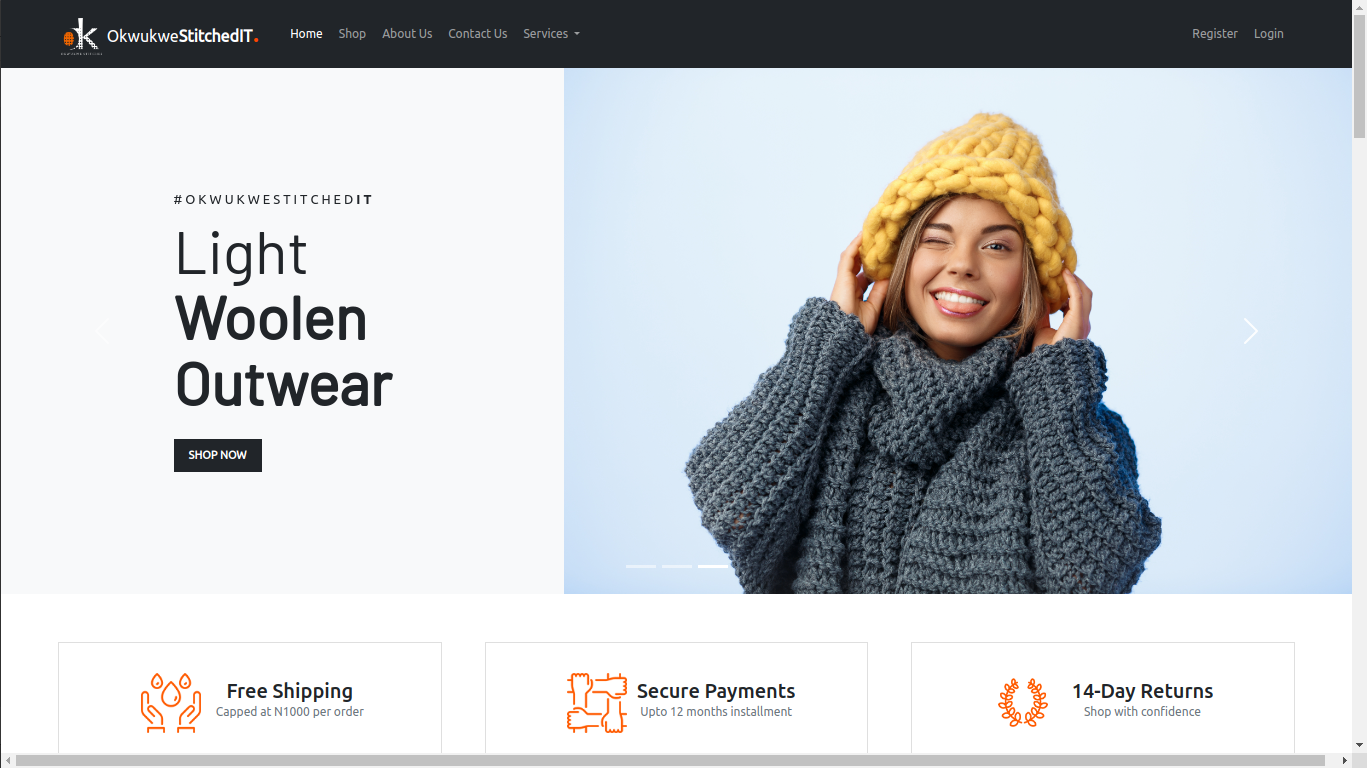 OkwukweStitchedIT.
Home Shop About Us Contact Us Services
Register Login
#OKWUKWESTITCHEDIT
Light
Woolen
Outwear
SHOP NOW
Free Shipping
Capped at N1000 per order
Secure Payments
Upto 12 months installment
14-Day Returns
Shop with confidence